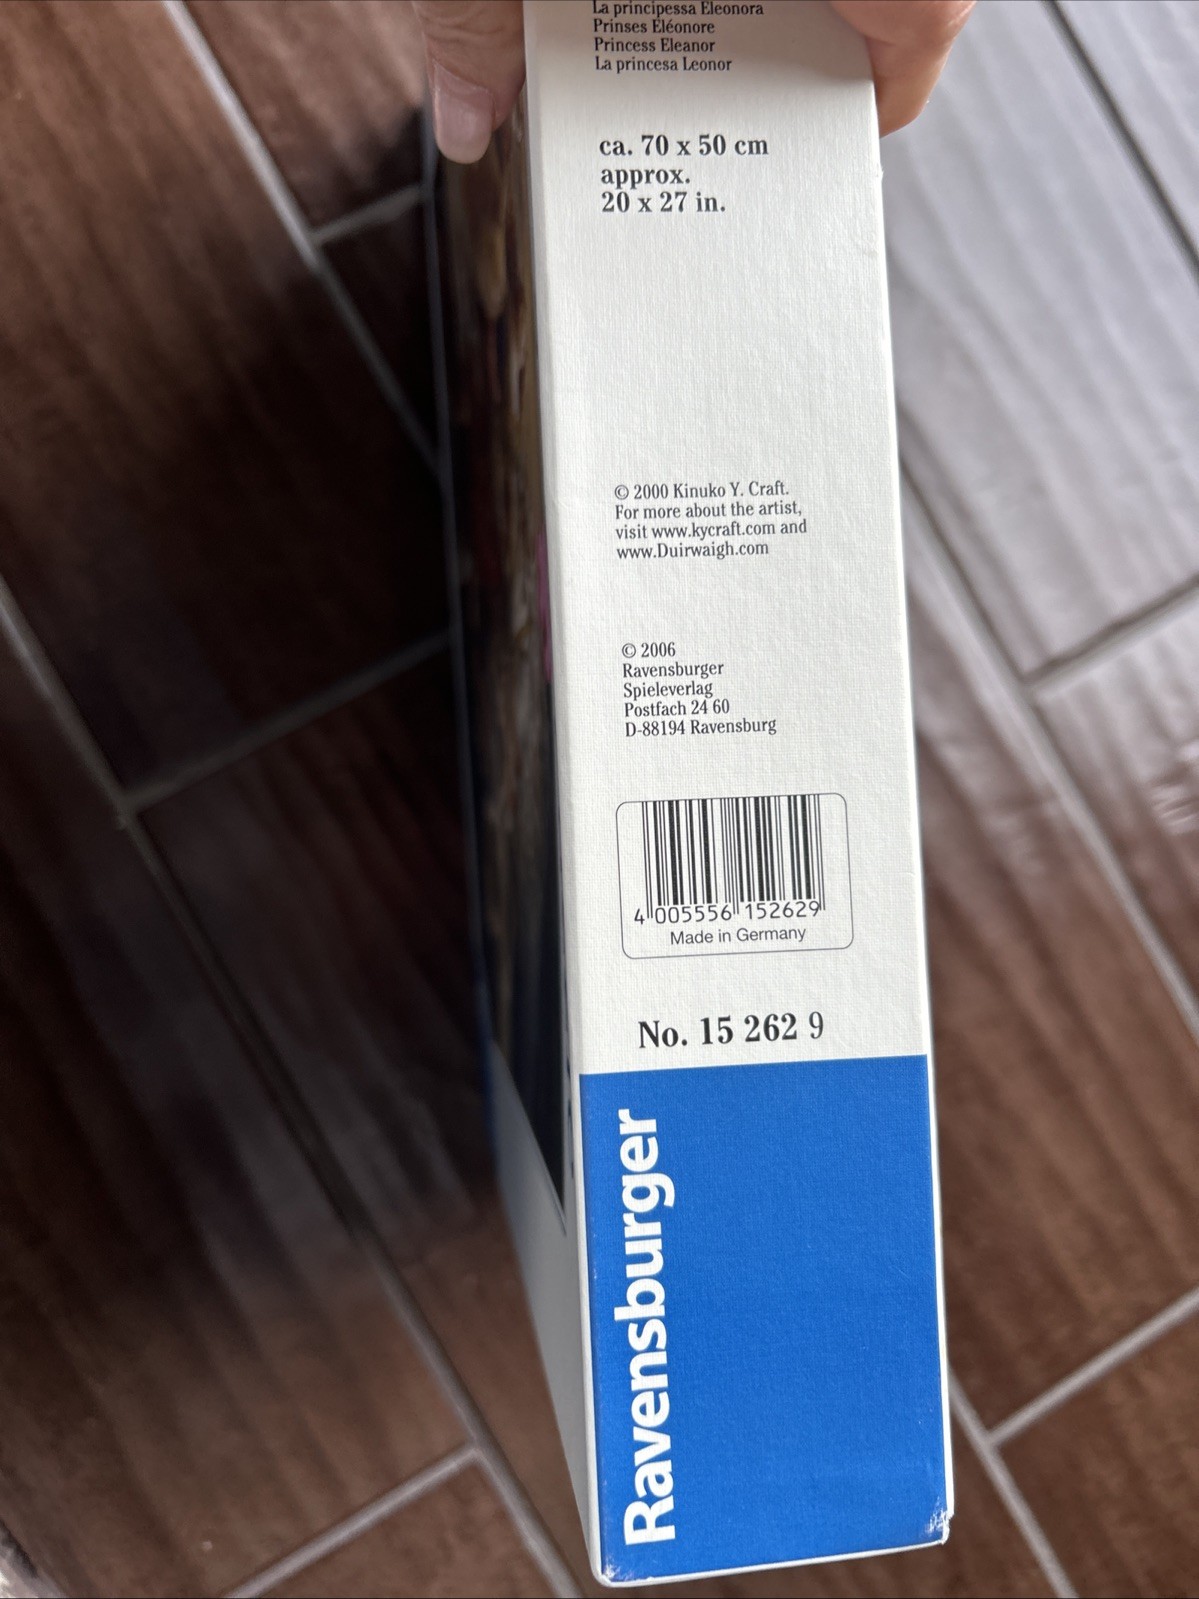 La principessa Eleonora
Prinses Eléonore
Princess Eleanor
La princesa Leonor
ca. 70 x 50 cm
approx.
20 x 27 in.
© 2000 Kinuko Y. Craft.
For more about the artist,
visit www.kycraft.com and
www.Duirwaigh.com
© 2006
Ravensburger
Spieleverlag
Postfach 24 60
D-88194 Ravensburg
4 005556 152629
Made in Germany
No. 15 262 9
Ravensburger